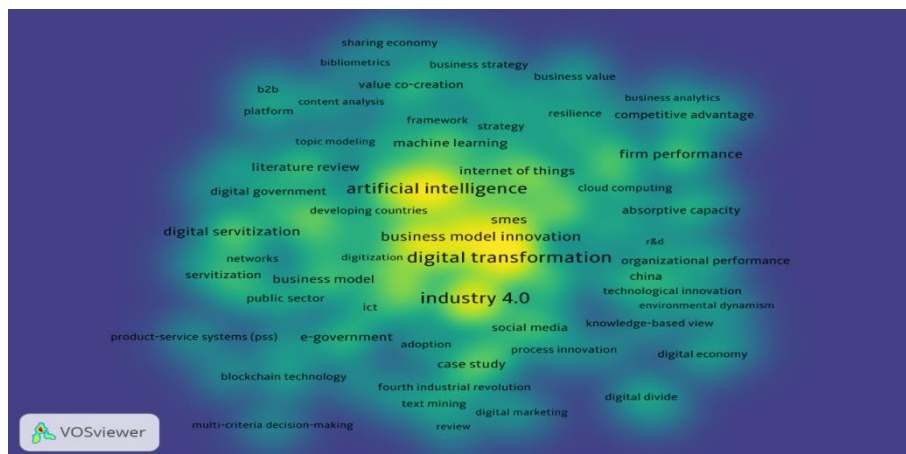 sharing economy
bibliometrics
business strategy
business value
value co-creation
b2b
content analysis
business analytics
platform
resilience
competitive advantage
framework
strategy
topic modeling
machine learning
firm performance
literature review
internet of things
digital government
artificial intelligence
cloud computing
developing countries
absorptive capacity
smes
digital servitization
business model innovation
r&d
networks
digitization
digital transformation
organizational performance
servitization
business model
china
technological innovation
public sector
industry 4.0
environmental dynamism
ict
social media
knowledge-based view
product-service systems (pss)
e-government
adoption
process innovation
digital economy
case study
blockchain technology
fourth industrial revolution
digital divide
text mining
digital marketing
multi-criteria decision-making
review
VOSviewer